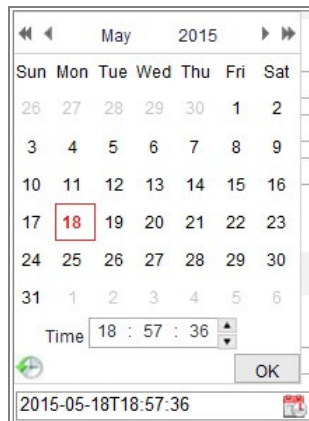 May 2015
Sun Mon Tue Wed Thu Fri Sat
26 27 28 29 30 1 2
3 4 5 6 7 8 9
10 11 12 13 14 15 16
17 18 19 20 21 22 23
24 25 26 27 28 29 30
31 1 2 3 4 5 6
Time 18 : 57 : 36
OK
2015-05-18T18:57:36